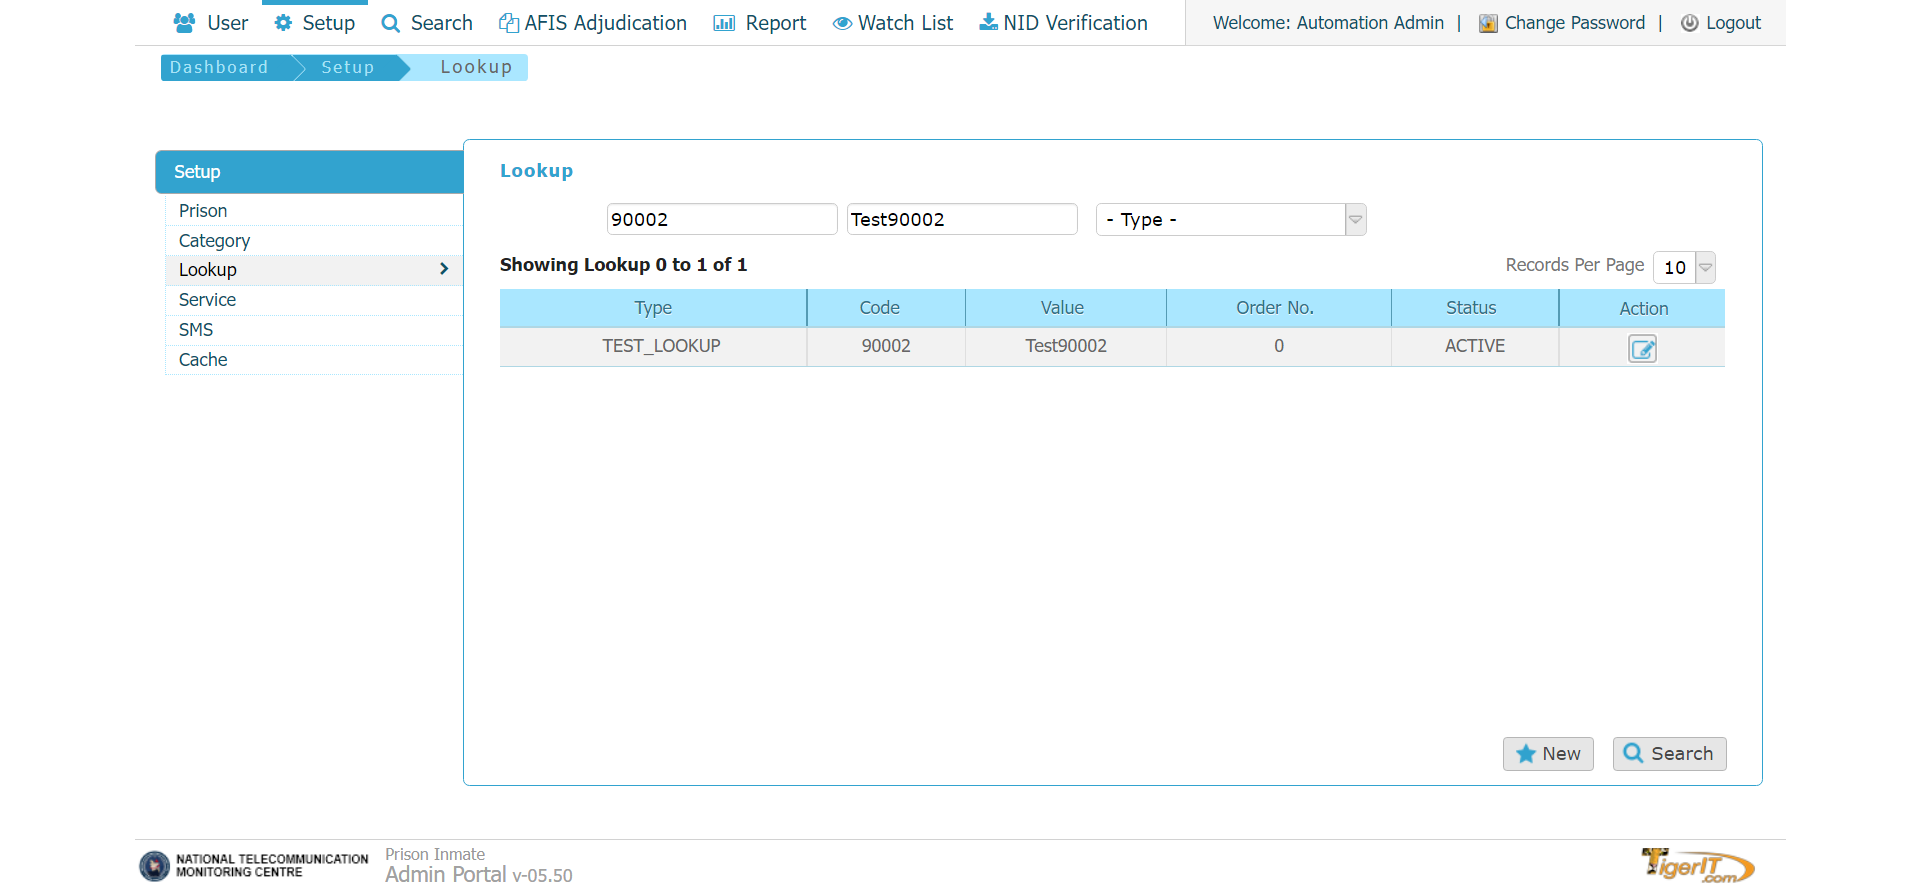 User Setup Search AFIS Adjudication Report Watch List NID Verification Welcome: Automation Admin | Change Password | Logout
Dashboard Setup Lookup
Setup
Prison
Category
Lookup
Service
SMS
Cache
Lookup
90002 Test90002 - Type -
Showing Lookup 0 to 1 of 1 Records Per Page 10
Type Code Value Order No. Status Action
TEST_LOOKUP 90002 Test90002 0 ACTIVE
New Search
NATIONAL TELECOMMUNICATION
MONITORING CENTRE
Prison Inmate
Admin Portal v-05.50
TigerIT
.com